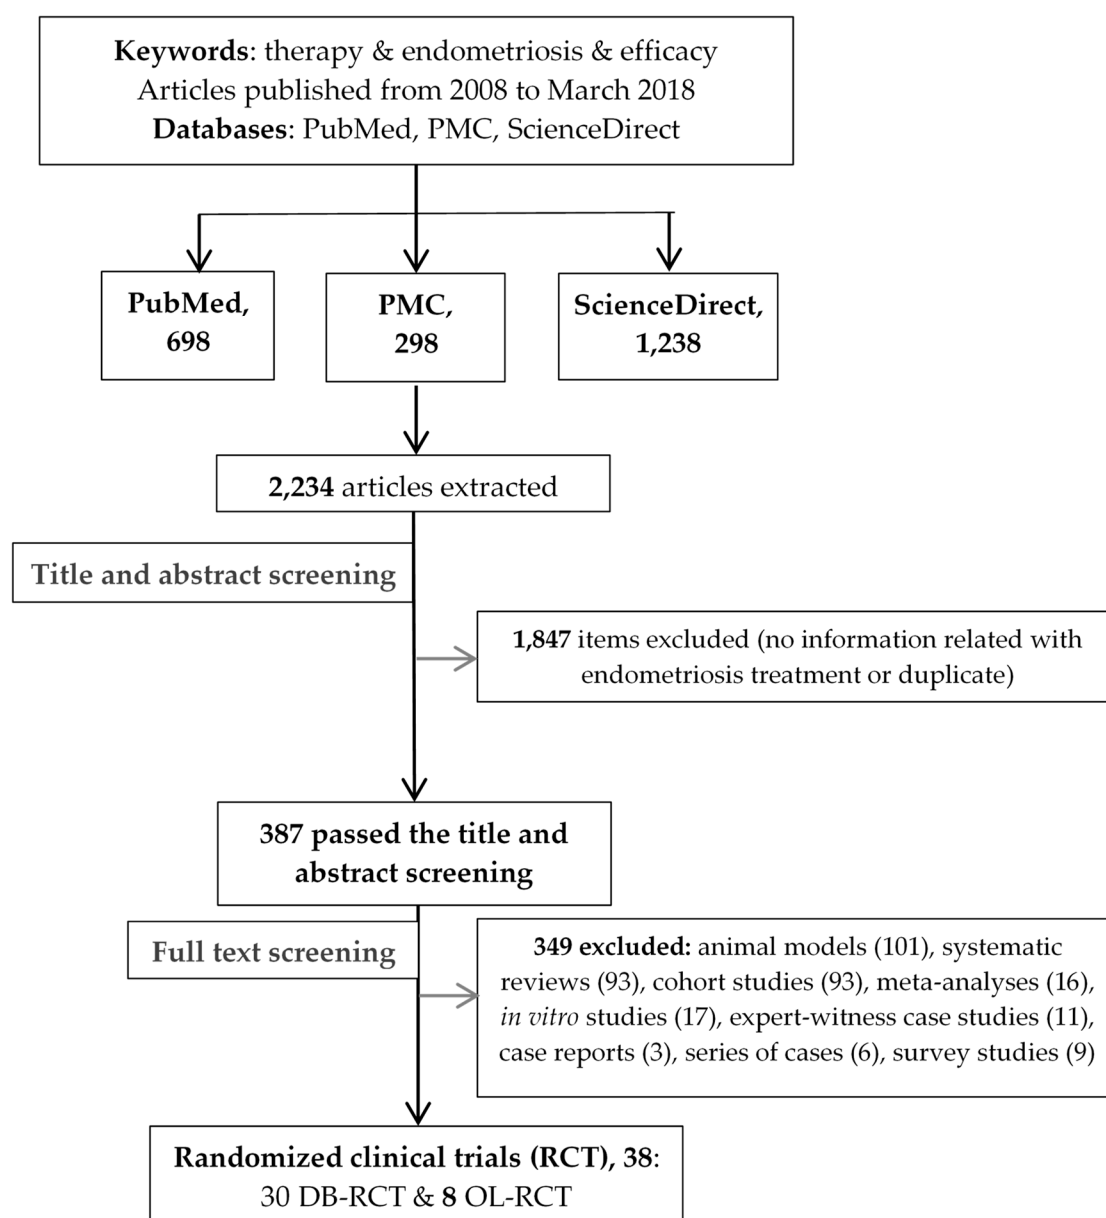 Keywords: therapy & endometriosis & efficacy
Articles published from 2008 to March 2018
Databases: PubMed, PMC, ScienceDirect
PubMed,
698
PMC,
298
ScienceDirect,
1,238
2,234 articles extracted
Title and abstract screening
1,847 items excluded (no information related with
endometriosis treatment or duplicate)
387 passed the title and
abstract screening
Full text screening
349 excluded: animal models (101), systematic
reviews (93), cohort studies (93), meta-analyses (16),
in vitro studies (17), expert-witness case studies (11),
case reports (3), series of cases (6), survey studies (9)
Randomized clinical trials (RCT), 38:
30 DB-RCT & 8 OL-RCT